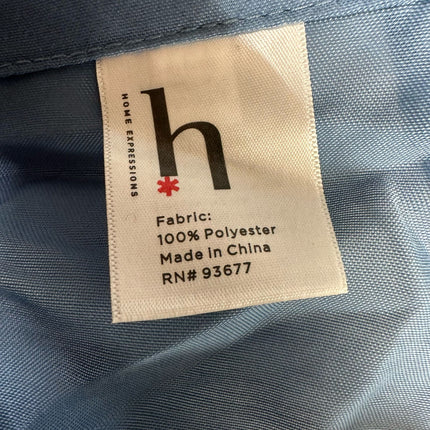 HOME EXPRESSIONS
h
Fabric:
100% Polyester
Made in China
RN# 93677